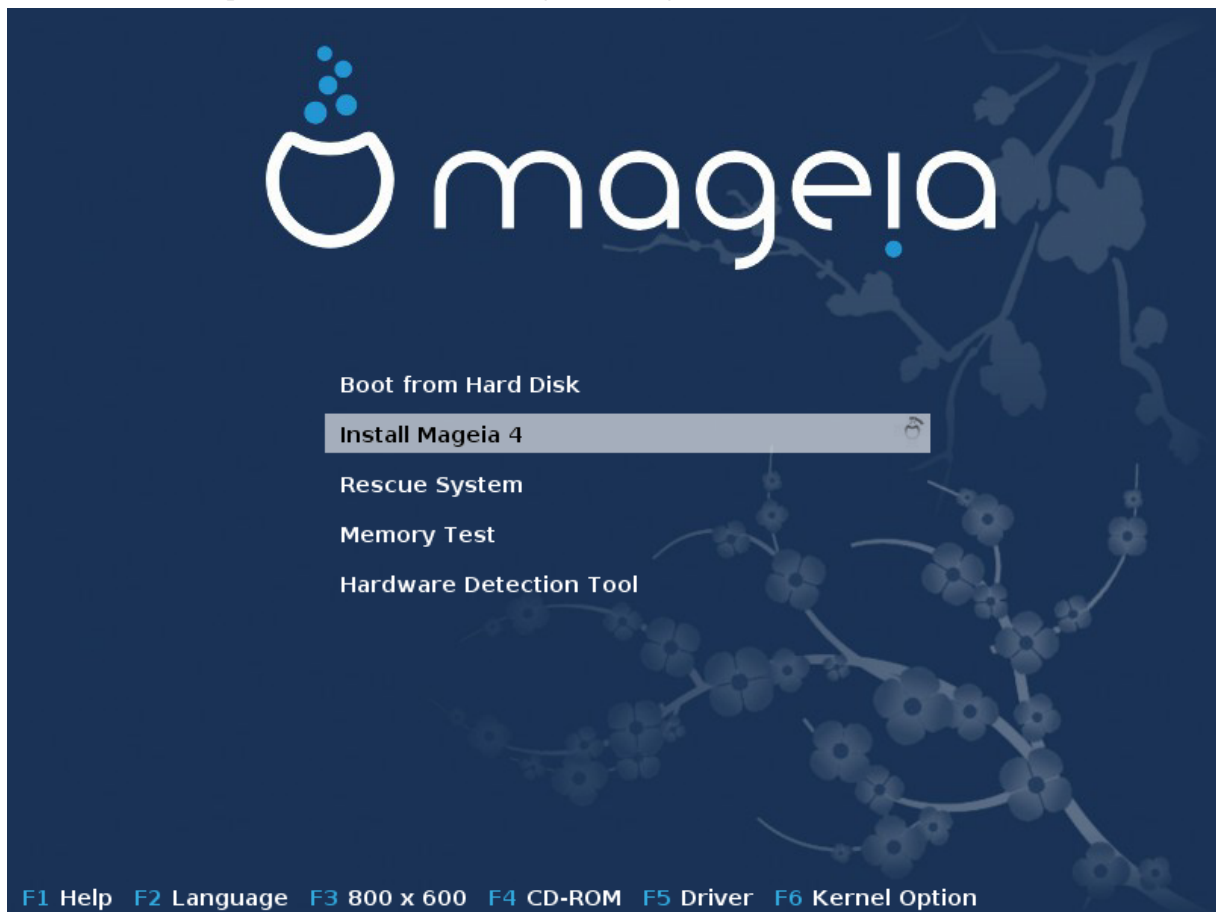 mageia
Boot from Hard Disk
Install Mageia 4
Rescue System
Memory Test
Hardware Detection Tool
F1 Help F2 Language F3 800 x 600 F4 CD-ROM F5 Driver F6 Kernel Option